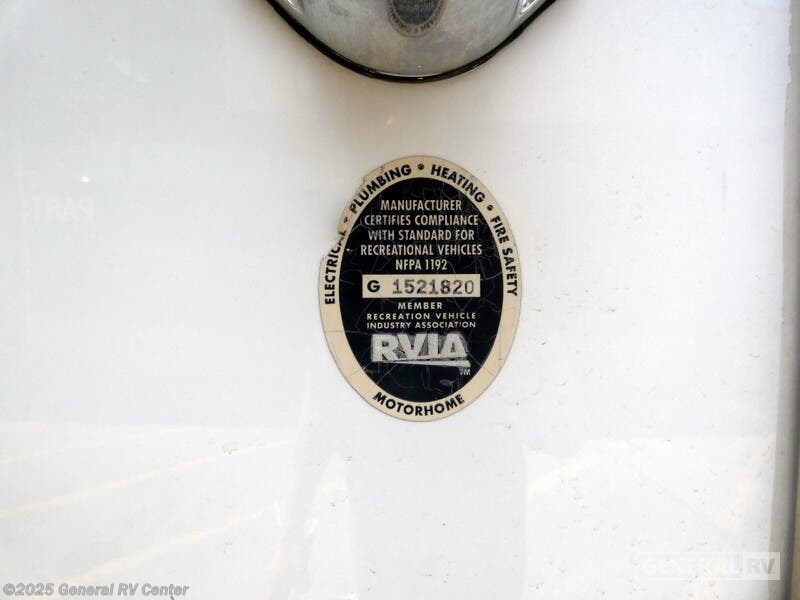 ELECTRICAL • PLUMBING • HEATING • FIRE SAFETY
MANUFACTURER
CERTIFIES COMPLIANCE
WITH STANDARD FOR
RECREATIONAL VEHICLES
NFPA 1192
G 1521820
MEMBER
RECREATION VEHICLE
INDUSTRY ASSOCIATION
RVIA
TM
MOTORHOME
GENERAL RV
©2025 General RV Center